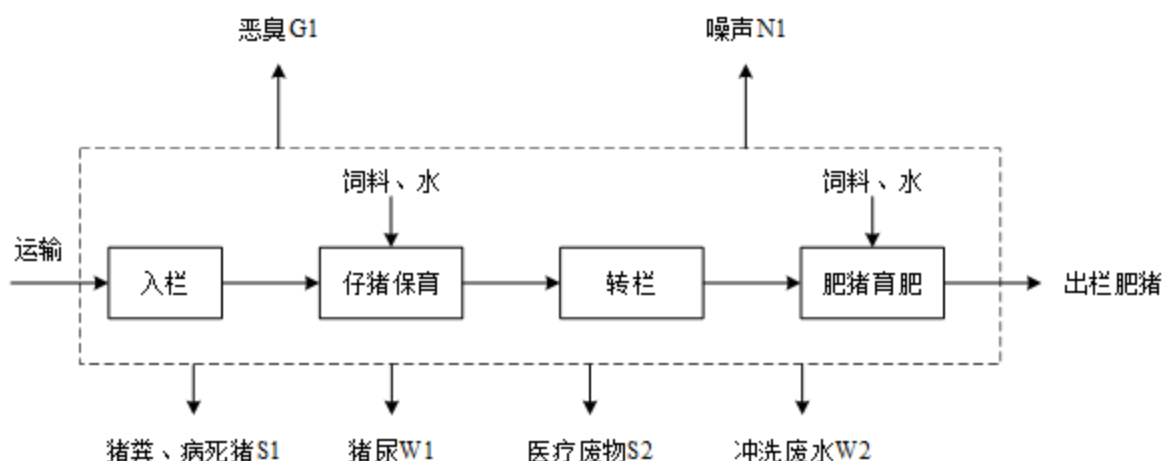 恶臭G1
噪声N1
饲料、水
饲料、水
运输
入栏
仔猪保育
转栏
肥猪育肥
出栏肥猪
猪粪、病死猪S1
猪尿W1
医疗废物S2
冲洗废水W2